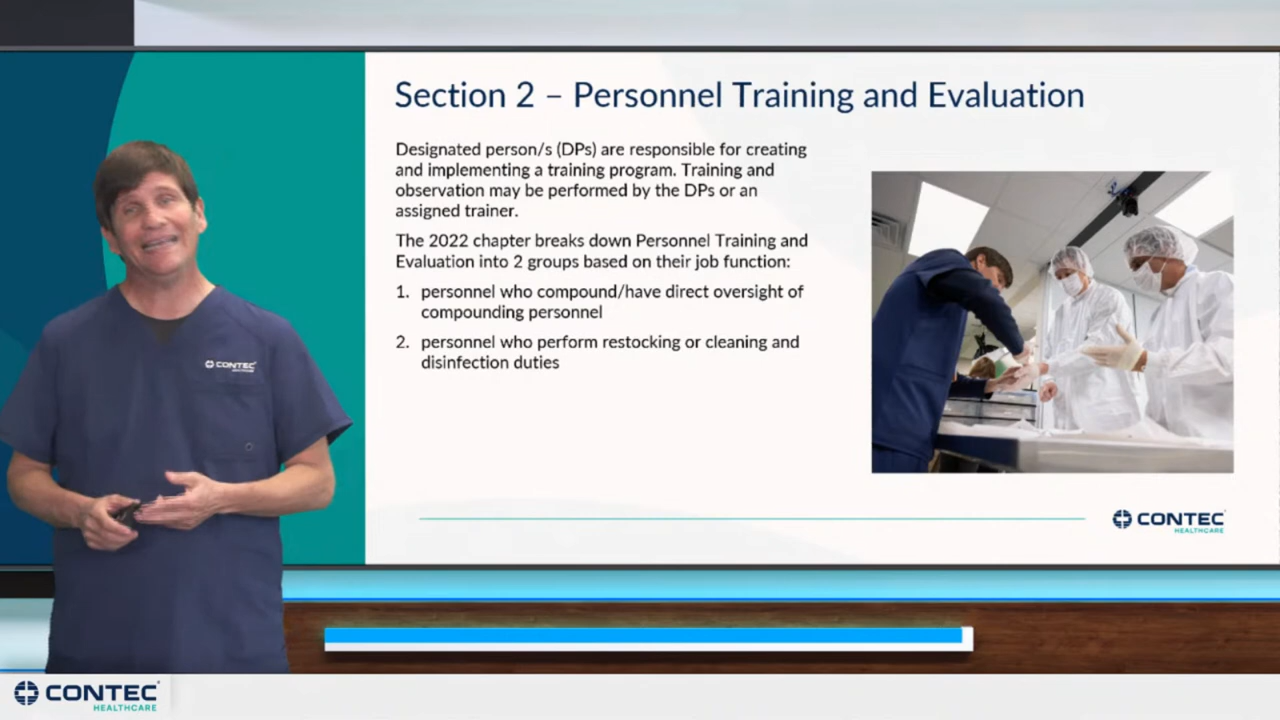 Section 2 – Personnel Training and Evaluation
Designated person/s (DPs) are responsible for creating
and implementing a training program. Training and
observation may be performed by the DPs or an
assigned trainer.
The 2022 chapter breaks down Personnel Training and
Evaluation into 2 groups based on their job function:
1. personnel who compound/have direct oversight of
compounding personnel
2. personnel who perform restocking or cleaning and
disinfection duties
CONTEC
HEALTHCARE
CONTEC
HEALTHCARE
CONTEC
HEALTHCARE